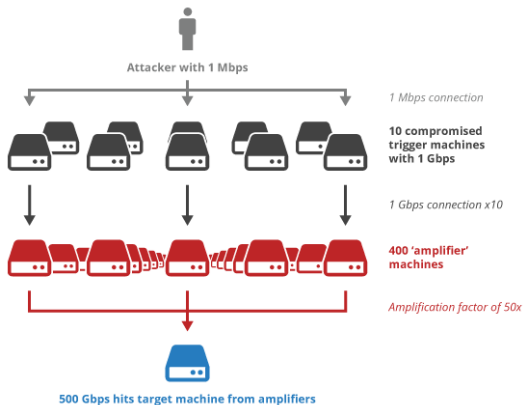 Attacker with 1 Mbps
1 Mbps connection
10 compromised
trigger machines
with 1 Gbps
1 Gbps connection x10
400 ‘amplifier’
machines
Amplification factor of 50x
500 Gbps hits target machine from amplifiers